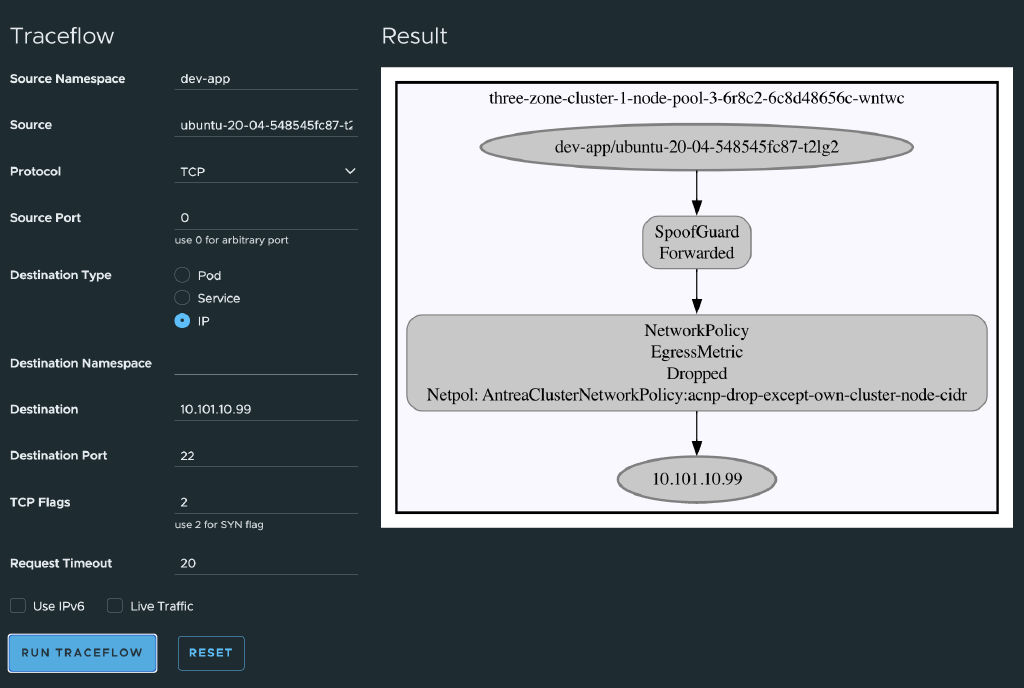 Traceflow
Source Namespace dev-app
Source ubuntu-20-04-548545fc87-t2
Protocol TCP
Source Port 0
use 0 for arbitrary port
Destination Type
Pod
Service
IP
Destination Namespace
Destination 10.101.10.99
Destination Port 22
TCP Flags 2
use 2 for SYN flag
Request Timeout 20
Use IPv6 Live Traffic
RUN TRACEFLOW RESET
Result
three-zone-cluster-1-node-pool-3-6r8c2-6c8d48656c-wntwc
dev-app/ubuntu-20-04-548545fc87-t2lg2
SpoofGuard
Forwarded
NetworkPolicy
EgressMetric
Dropped
Netpol: AntreaClusterNetworkPolicy:acnp-drop-except-own-cluster-node-cidr
10.101.10.99